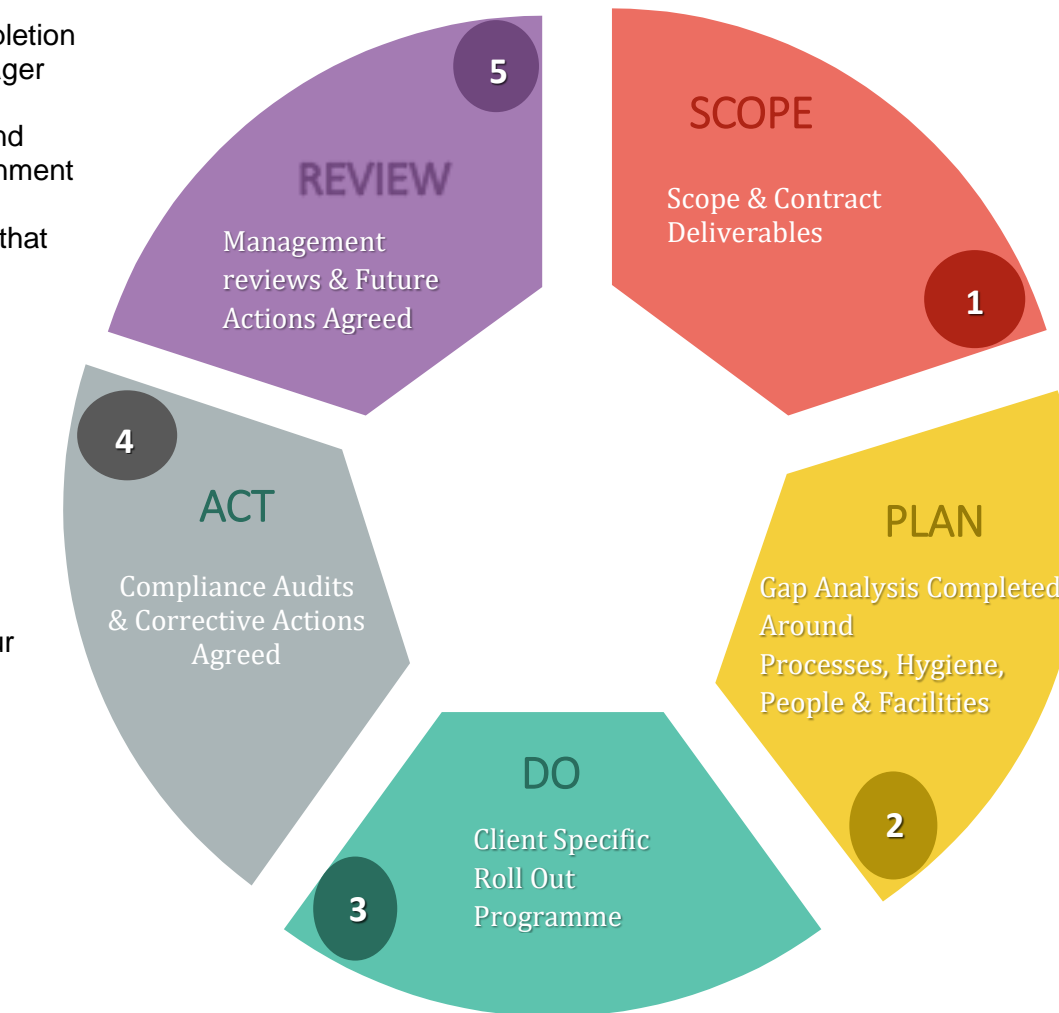 pletion
ager
nd
nment
that
ur
SCOPE
Scope & Contract
Deliverables
1
PLAN
Gap Analysis Completed
Around
Processes, Hygiene,
People & Facilities
2
DO
Client Specific
Roll Out
Programme
3
ACT
Compliance Audits
& Corrective Actions
Agreed
4
REVIEW
Management
reviews & Future
Actions Agreed
5